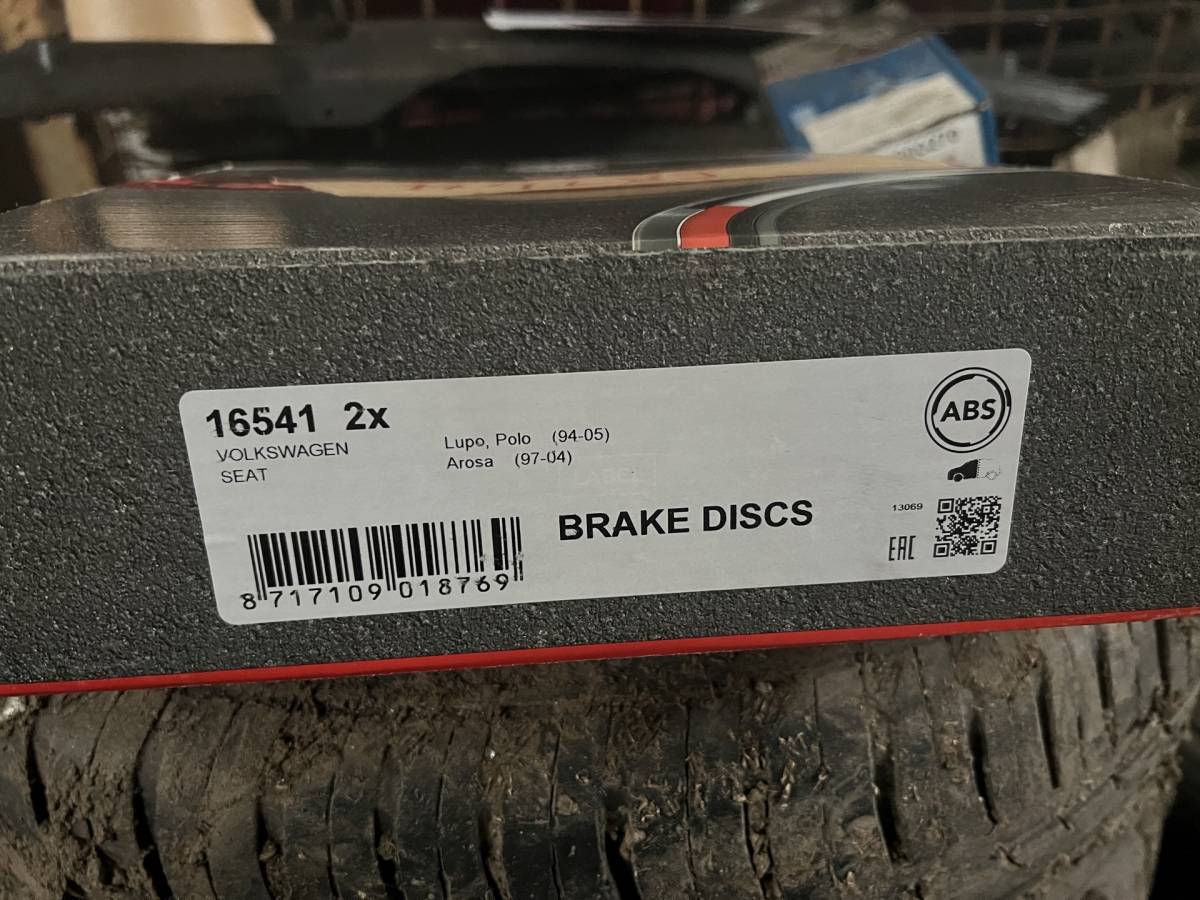 16541 2x
VOLKSWAGEN
SEAT
Lupo, Polo (94-05)
Arosa (97-04)
ABS
BRAKE DISCS
13069
EAC
8 717109 018769